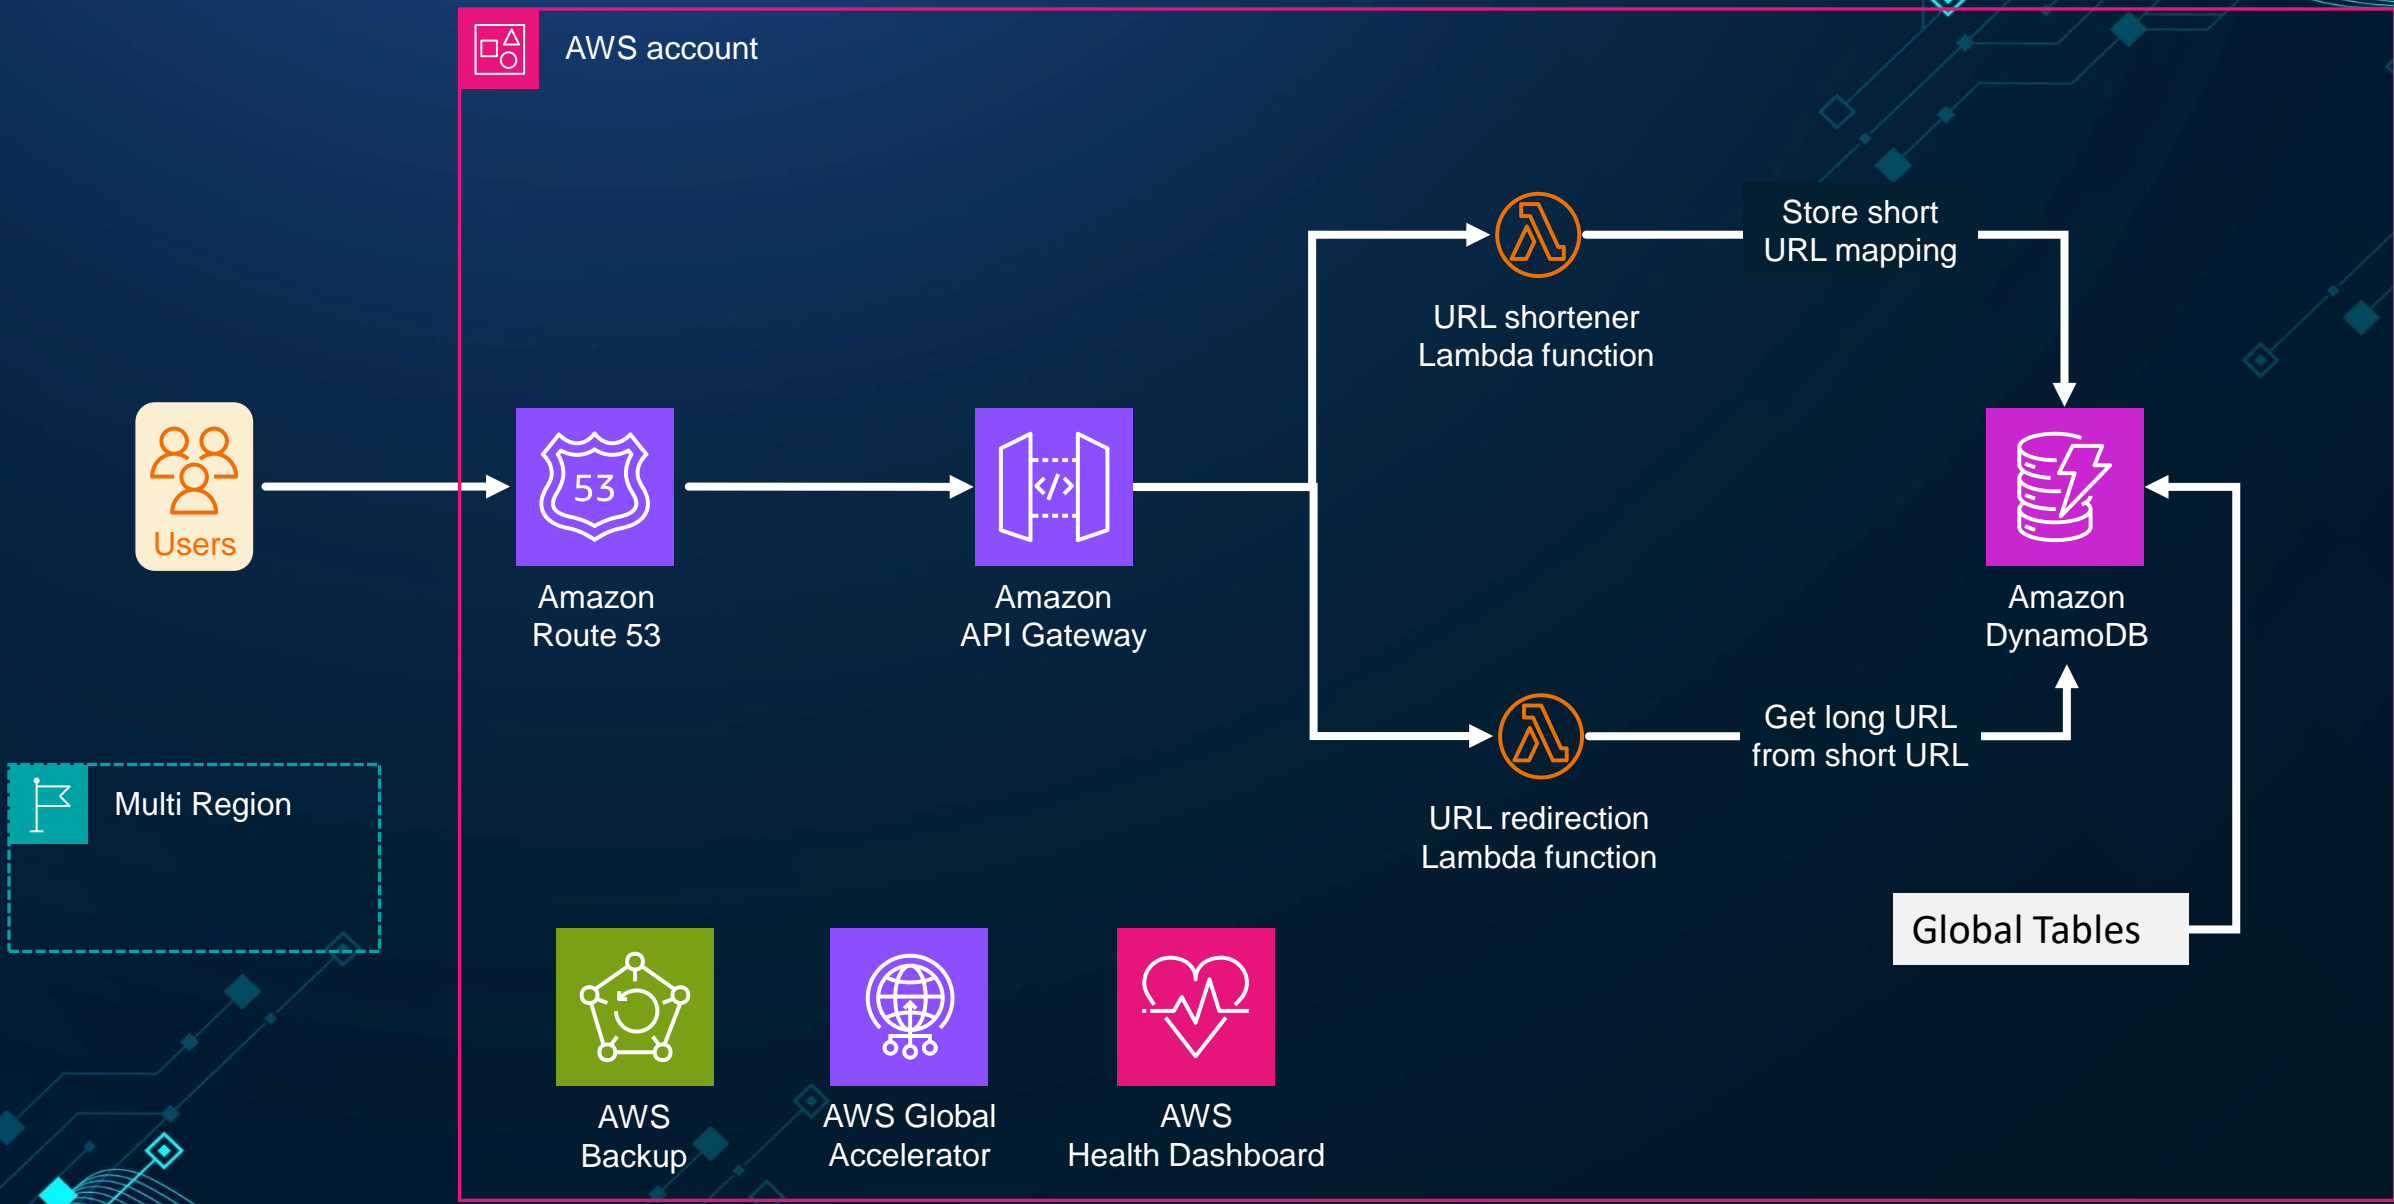 AWS account
Store short
URL mapping
URL shortener
Lambda function
Users
53
</>
Amazon
Route 53
Amazon
API Gateway
Amazon
DynamoDB
Get long URL
from short URL
Multi Region
URL redirection
Lambda function
Global Tables
AWS
Backup
AWS Global
Accelerator
AWS
Health Dashboard